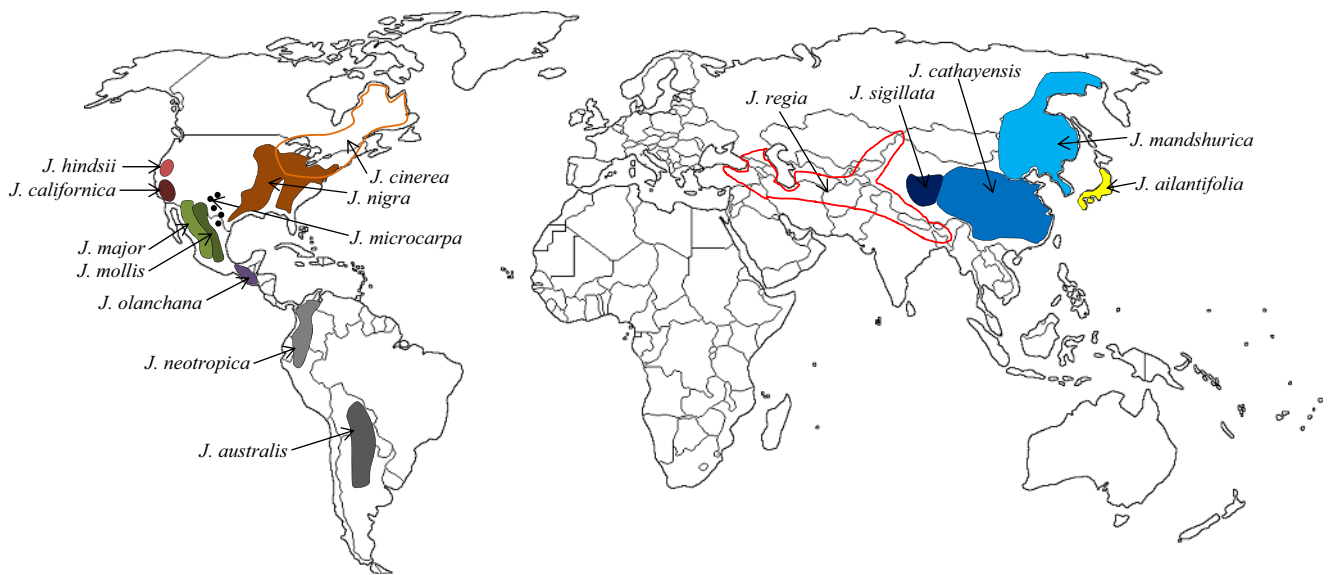 J. cathayensis
J. sigillata
J. regia
J. mandshurica
J. hindsii
J. cinerea
J. californica
J. ailantifolia
J. nigra
J. microcarpa
J. major
J. mollis
J. olanchana
J. neotropica
J. australis